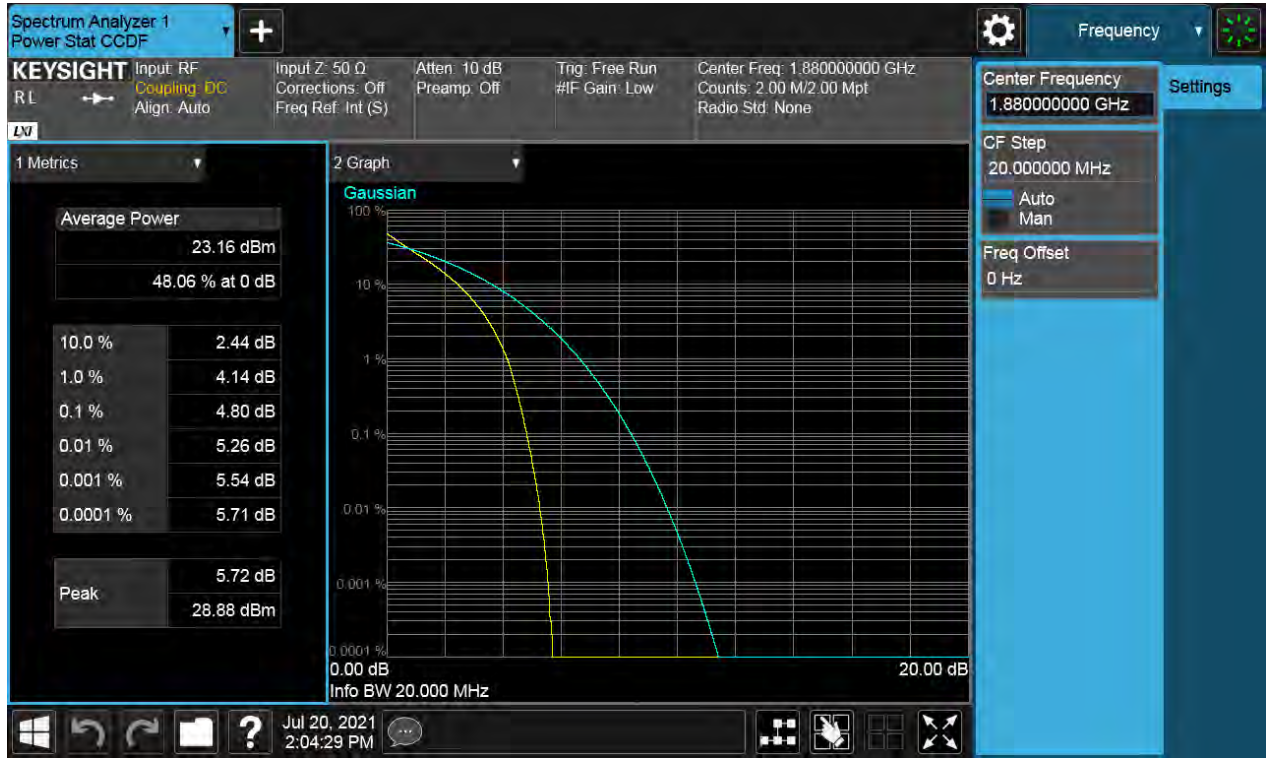 Spectrum Analyzer 1
Power Stat CCDF
Frequency
KEYSIGHT
RL
LXI
Input: RF
Coupling: DC
Align: Auto
Input Z: 50 Ω
Corrections: Off
Freq Ref: Int (S)
Atten: 10 dB
Preamp: Off
Trig: Free Run
#IF Gain: Low
Center Freq: 1.880000000 GHz
Counts: 2.00 M/2.00 Mpt
Radio Std: None
Center Frequency
1.880000000 GHz
Settings
CF Step
20.000000 MHz
Auto
Man
Freq Offset
0 Hz
1 Metrics
Average Power
23.16 dBm
48.06 % at 0 dB
10.0 % 2.44 dB
1.0 % 4.14 dB
0.1 % 4.80 dB
0.01 % 5.26 dB
0.001 % 5.54 dB
0.0001 % 5.71 dB
Peak 5.72 dB
28.88 dBm
2 Graph
Gaussian
100 %
10 %
1 %
0.1 %
0.01 %
0.001 %
0.0001 %
0.00 dB 20.00 dB
Info BW 20.000 MHz
?
Jul 20, 2021
2:04:29 PM